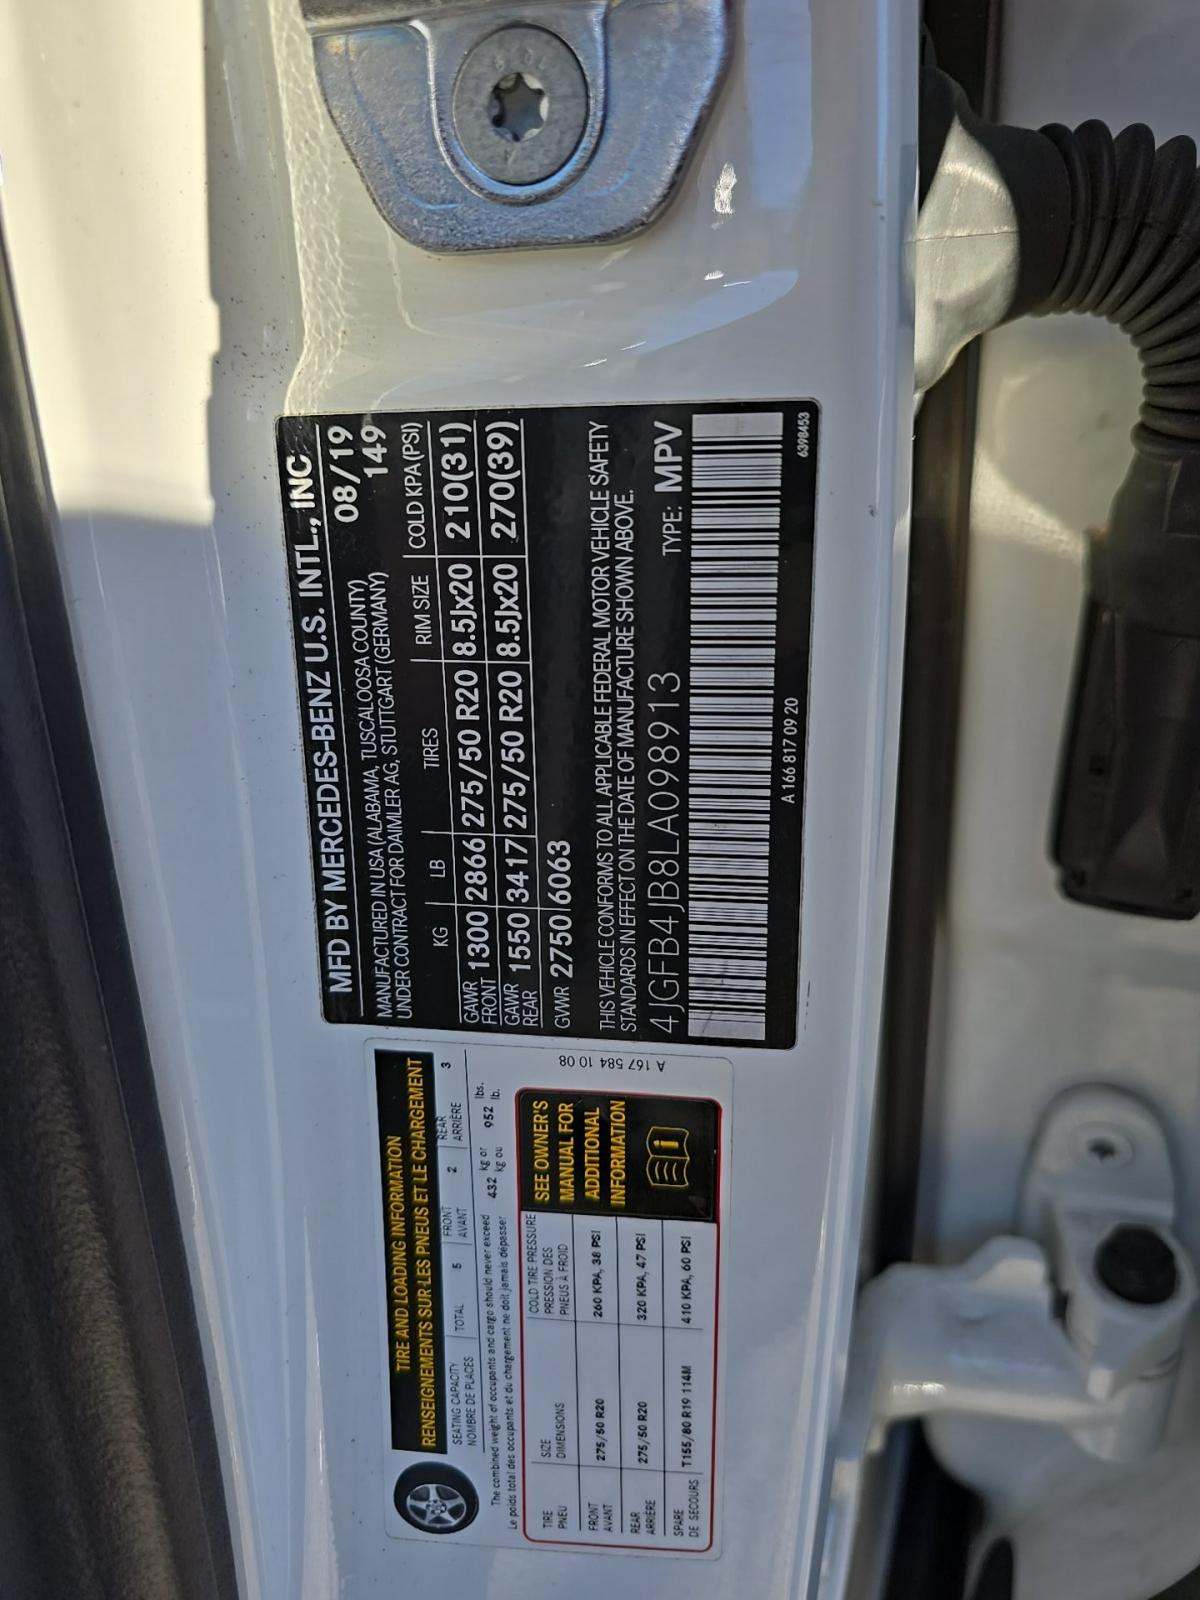 MFD BY MERCEDES-BENZ U.S. INTL., INC
08/19
MANUFACTURED IN USA (ALABAMA, TUSCALOOSA COUNTY)
149
UNDER CONTRACT FOR DAIMLER AG, STUTTGART (GERMANY)
KG LB TIRES RIM SIZE COLD KPA(PSI)
GAWR FRONT 1300 2866 275/50 R20 8.5Jx20 210(31)
GAWR REAR 1550 3417 275/50 R20 8.5Jx20 270(39)
GVWR 2750 6063
THIS VEHICLE CONFORMS TO ALL APPLICABLE FEDERAL MOTOR VEHICLE SAFETY
STANDARDS IN EFFECT ON THE DATE OF MANUFACTURE SHOWN ABOVE.
4JGFB4JB8LA098913 TYPE: MPV
A 166 817 09 20 6398453
TIRE AND LOADING INFORMATION
RENSEIGNEMENTS SUR LES PNEUS ET LE CHARGEMENT
SEATING CAPACITY TOTAL 5 FRONT 2 REAR 3
NOMBRE DE PLACES AVANT ARRIÈRE
The combined weight of occupants and cargo should never exceed 432 kg or 952 lbs.
Le poids total des occupants et du chargement ne doit jamais dépasser kg ou lb.
TIRE SIZE COLD TIRE PRESSURE
PNEU DIMENSIONS PRESSION DES
PNEUS À FROID
FRONT 275/50 R20 260 KPA, 38 PSI
AVANT
REAR 275/50 R20 320 KPA, 47 PSI
ARRIÈRE
SPARE T155/80 R19 114M 410 KPA, 60 PSI
DE SECOURS
SEE OWNER'S
MANUAL FOR
ADDITIONAL
INFORMATION
A 167 584 10 08